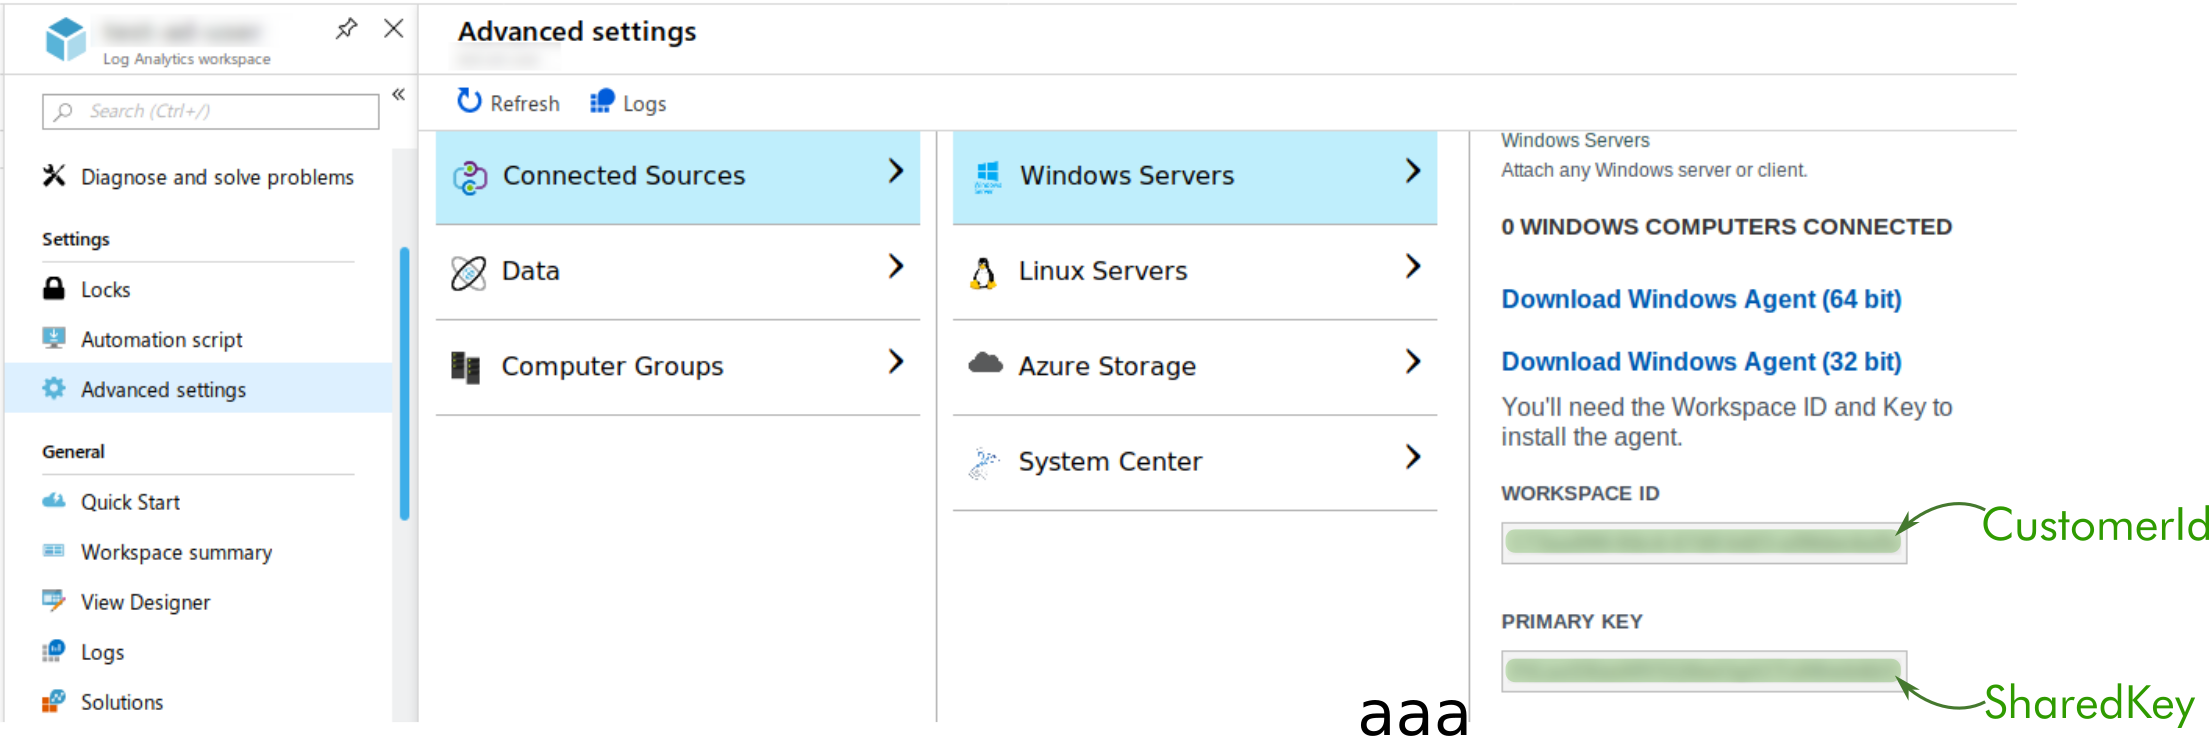 Log Analytics workspace
Search (Ctrl+/)
Diagnose and solve problems
Settings
Locks
Automation script
Advanced settings
General
Quick Start
Workspace summary
View Designer
Logs
Solutions
Advanced settings
Refresh
Logs
Connected Sources
Data
Computer Groups
Windows Servers
Linux Servers
Azure Storage
System Center
Windows Servers
Attach any Windows server or client.
0 WINDOWS COMPUTERS CONNECTED
Download Windows Agent (64 bit)
Download Windows Agent (32 bit)
You'll need the Workspace ID and Key to
install the agent.
WORKSPACE ID
CustomerId
PRIMARY KEY
SharedKey
aaa